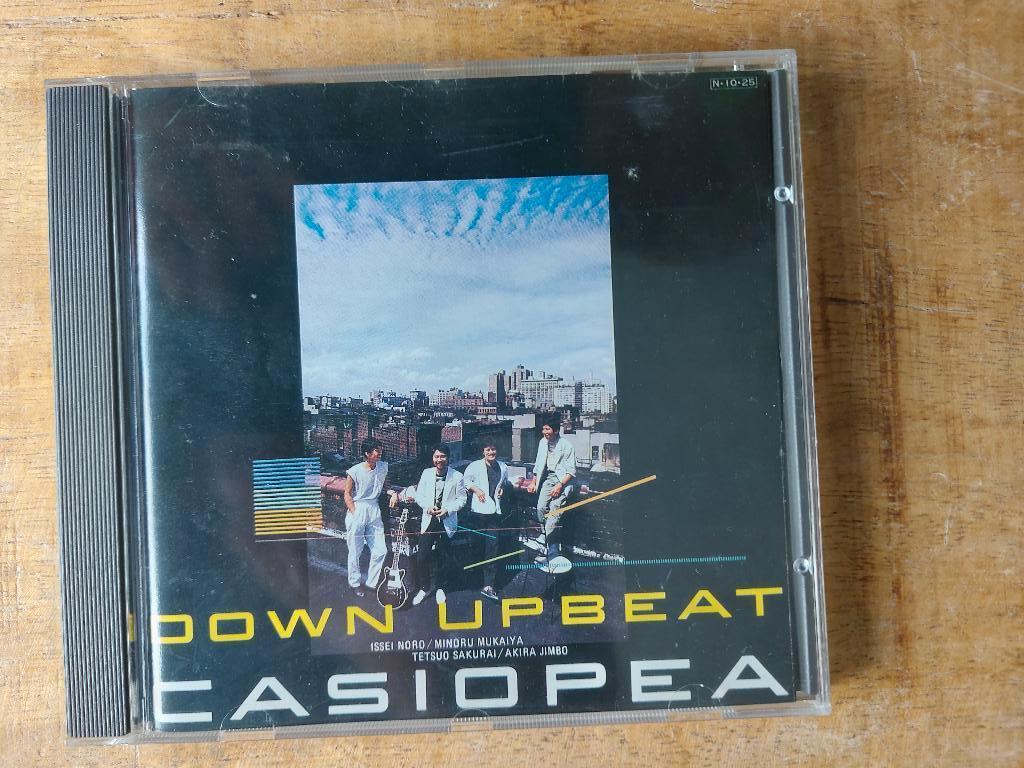 N·10·25
DOWN UPBEAT
ISSEI NORO/MINORU MUKAIYA
TETSUO SAKURAI/AKIRA JIMBO
CASIOPEA